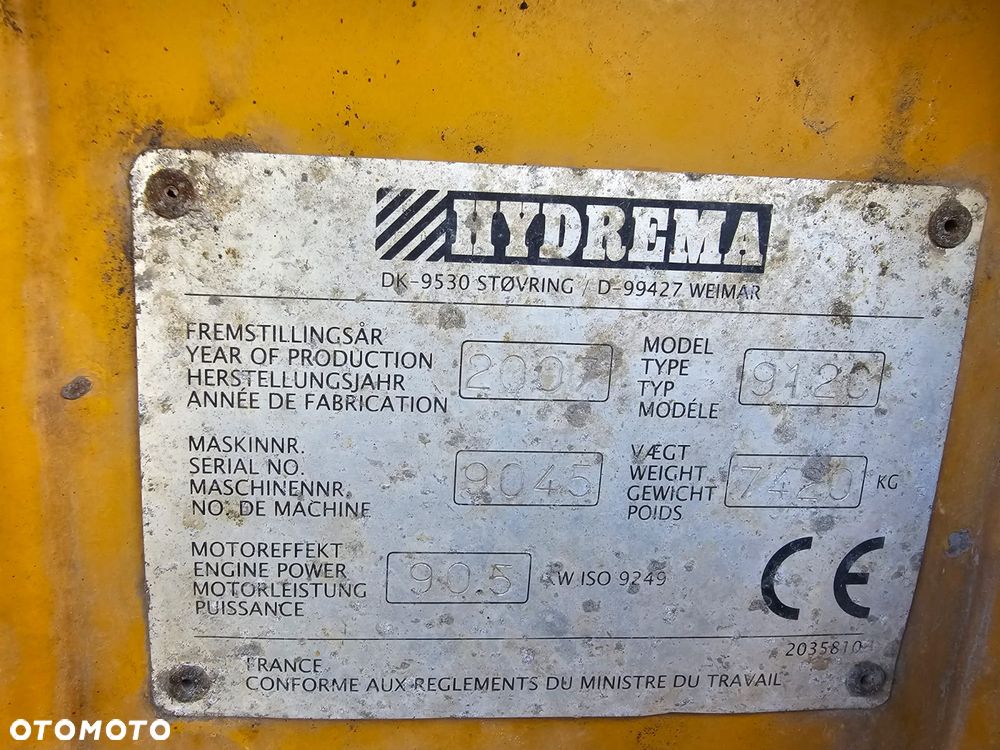 HYDREMA
DK-9530 STØVRING / D-99427 WEIMAR
FREMSTILLINGSÅR
YEAR OF PRODUCTION
HERSTELLUNGSJAHR
ANNÉE DE FABRICATION
2007
MODEL
TYPE
TYP
MODÉLE
912C
MASKINNR.
SERIAL NO.
MASCHINENNR.
NO. DE MACHINE
9045
VÆGT
WEIGHT
GEWICHT
POIDS
7420 KG
MOTOREFFEKT
ENGINE POWER
MOTORLEISTUNG
PUISSANCE
90.5 KW ISO 9249
CE
2035810
FRANCE
CONFORME AUX REGLEMENTS DU MINISTRE DU TRAVAIL
OTOMOTO